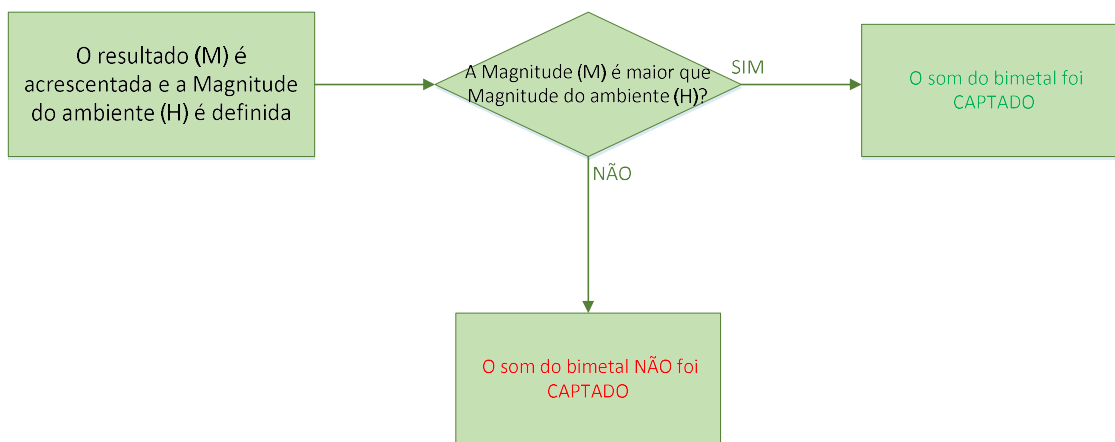 O resultado (M) é
acrescentada e a Magnitude
do ambiente (H) é definida
A Magnitude (M) é maior que
Magnitude do ambiente (H)?
SIM
O som do bimetal foi
CAPTADO
NÃO
O som do bimetal NÃO foi
CAPTADO